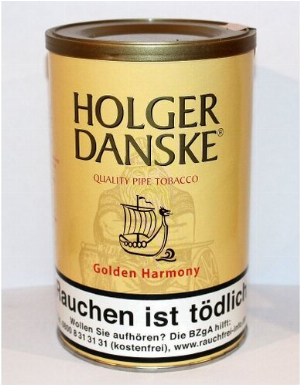 HOLGER
DANSKE®
QUALITY PIPE TOBACCO
Golden Harmony
Rauchen ist tödlich
Wollen Sie aufhören? Die BZgA hilft:
8 31 31 31 (kostenfrei), www.rauchfrei